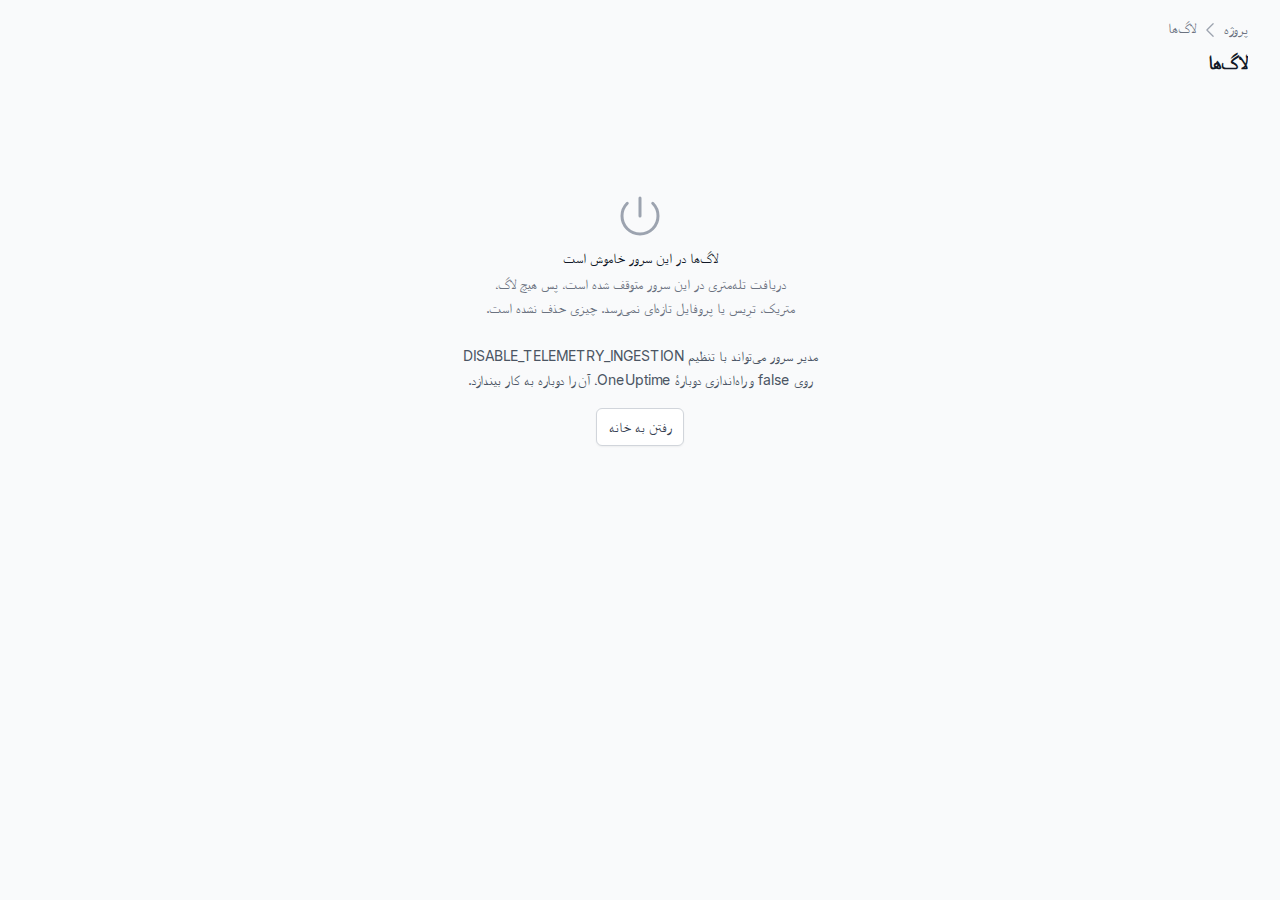 پروژه
لاگ‌ها
لاگ‌ها
لاگ‌ها در این سرور خاموش است
دریافت تله‌متری در این سرور متوقف شده است، پس هیچ لاگ،
متریک، تریس یا پروفایل تازه‌ای نمی‌رسد. چیزی حذف نشده است.
مدیر سرور می‌تواند با تنظیم DISABLE_TELEMETRY_INGESTION
روی false و راه‌اندازی دوبارهٔ OneUptime، آن را دوباره به کار بیندازد.
رفتن به خانه